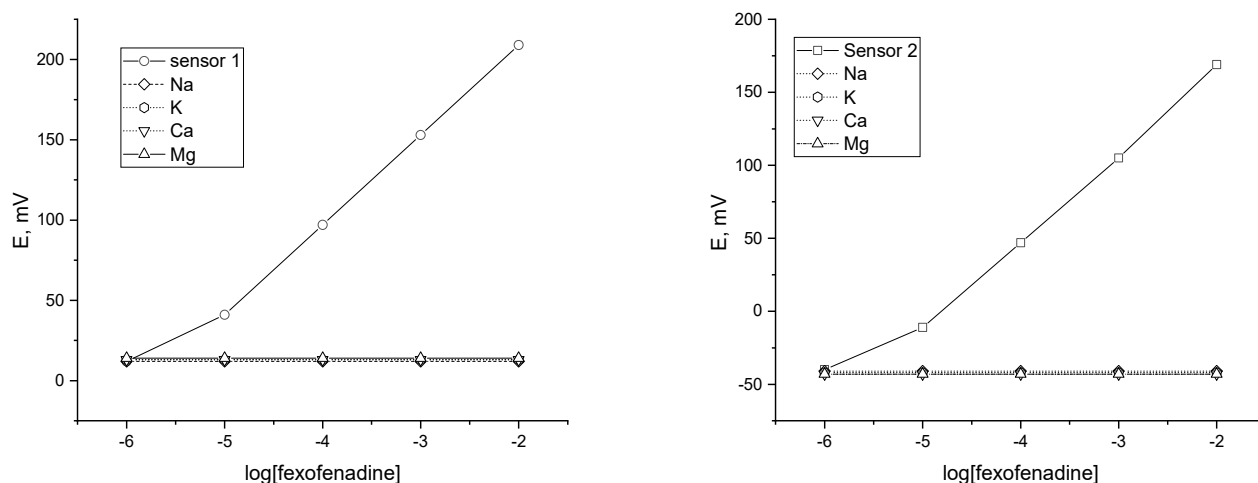 200
150
100
50
0
E, mV
sensor 1
Na
K
Ca
Mg
-6 -5 -4 -3 -2
log[fexofenadine]
200
150
100
50
0
-50
E, mV
Sensor 2
Na
K
Ca
Mg
-6 -5 -4 -3 -2
log[fexofenadine]